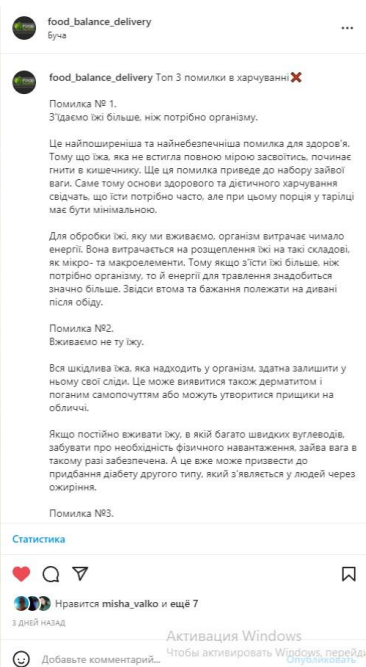 food_balance_delivery
Буча
food_balance_delivery Топ 3 помилки в харчуванні❌
Помилка № 1.
З'їдаємо їжі більше, ніж потрібно організму.
Це найпоширеніша та найнебезпечніша помилка для здоров'я.
Тому що їжа, яка не встигла повною мірою засвоїтись, починає
гнити в кишечнику. Ще ця помилка приведе до набору зайвої
ваги. Саме тому основи здорового та дієтичного харчування
свідчать, що їсти потрібно часто, але при цьому порція у тарілці
має бути мінімальною.
Для обробки їжі, яку ми вживаємо, організм витрачає чимало
енергії. Вона витрачається на розщеплення їжі на такі складові,
як мікро- та макроелементи. Тому якщо з'їсти їжі більше, ніж
потрібно організму, то й енергії для травлення знадобиться
значно більше. Звідси втома та бажання полежати на дивані
після обіду.
Помилка №2.
Вживаємо не ту їжу.
Вся шкідлива їжа, яка надходить у організм, здатна залишити у
ньому свої сліди. Це може виявитися також дерматитом і
поганим самопочуттям або можуть утворитися прищики на
обличчі.
Якщо постійно вживати їжу, в якій багато швидких вуглеводів,
забувати про необхідність фізичного навантаження, зайва вага в
такому разі забезпечена. А це вже може призвести до
придбання діабету другого типу, який з'являється у людей через
ожиріння.
Помилка №3.
Статистика
Нравится misha_valko и ещё 7
3 ДНЕЙ НАЗАД
Активация Windows
Чтобы активировать Windows, перейди
Добавьте комментарий...
Опубликовать